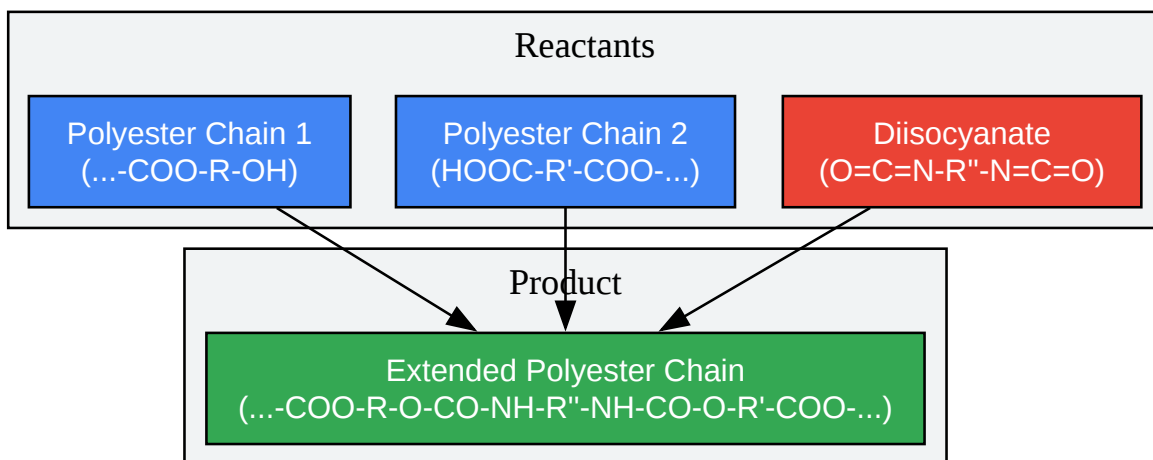 Reactants
Polyester Chain 1
(...-COO-R-OH)
Polyester Chain 2
(HOOC-R'-COO-...)
Diisocyanate
(O=C=N-R"-N=C=O)
Product
Extended Polyester Chain
(...-COO-R-O-CO-NH-R"-NH-CO-O-R'-COO-...)